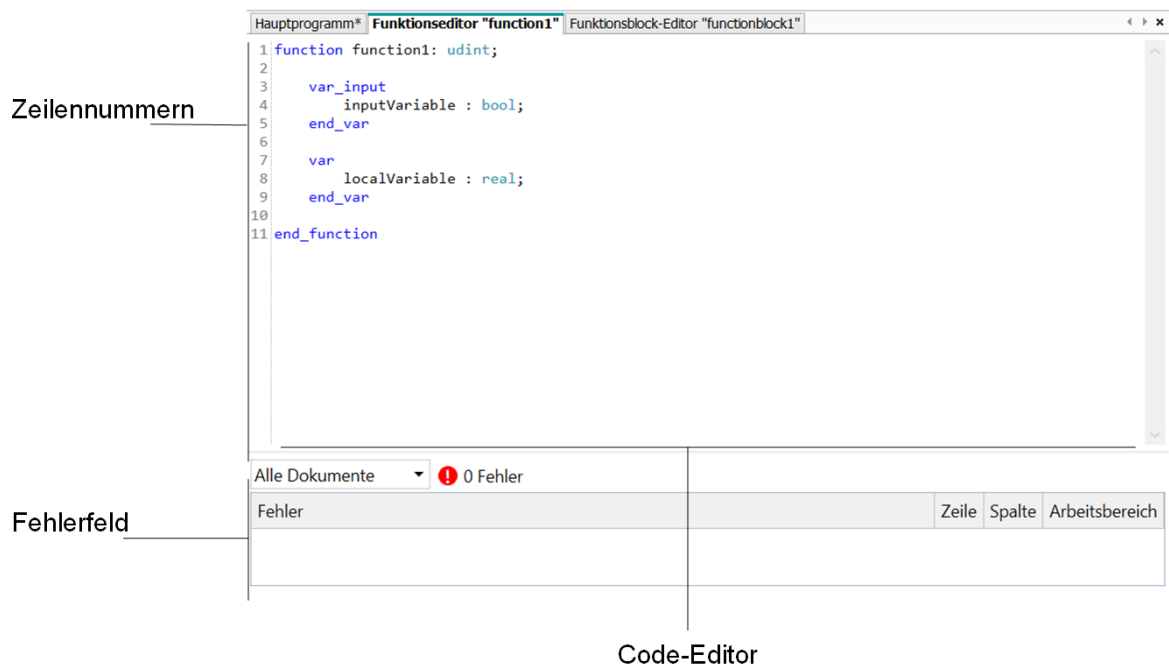 Hauptprogramm* Funktionseditor "function1" Funktionsblock-Editor "functionblock1"
1 function function1: udint;
2
3 var_input
4 inputVariable : bool;
5 end_var
6
7 var
8 localVariable : real;
9 end_var
10
11 end_function
Zeilennummern
Alle Dokumente 0 Fehler
Fehler Zeile Spalte Arbeitsbereich
Fehlerfeld
Code-Editor